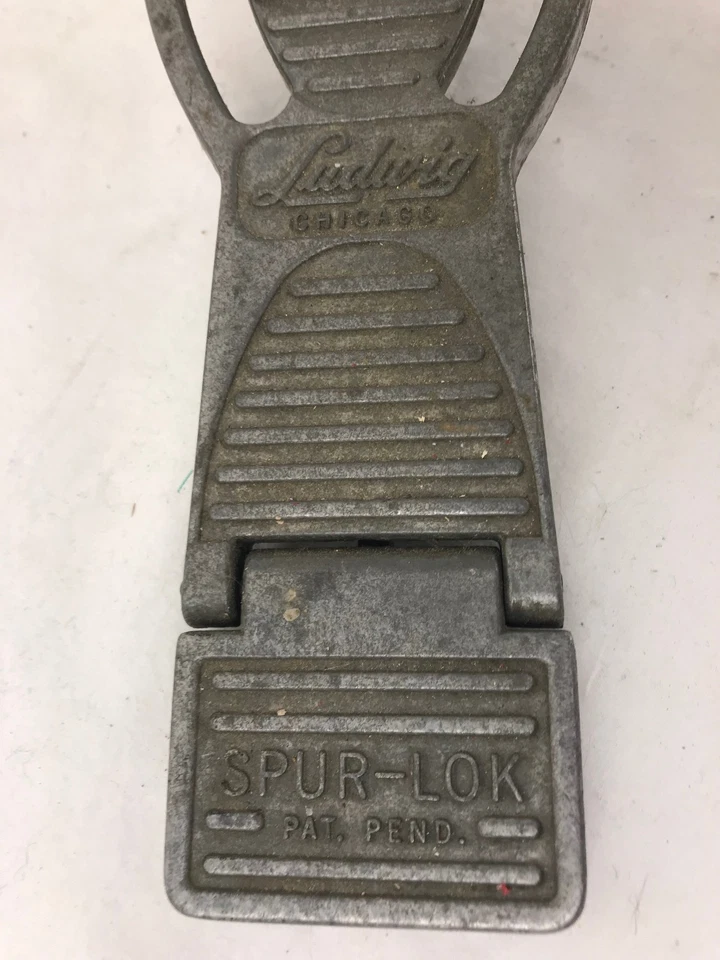 Ludwig
CHICAGO
SPUR-LOK
PAT. PEND.